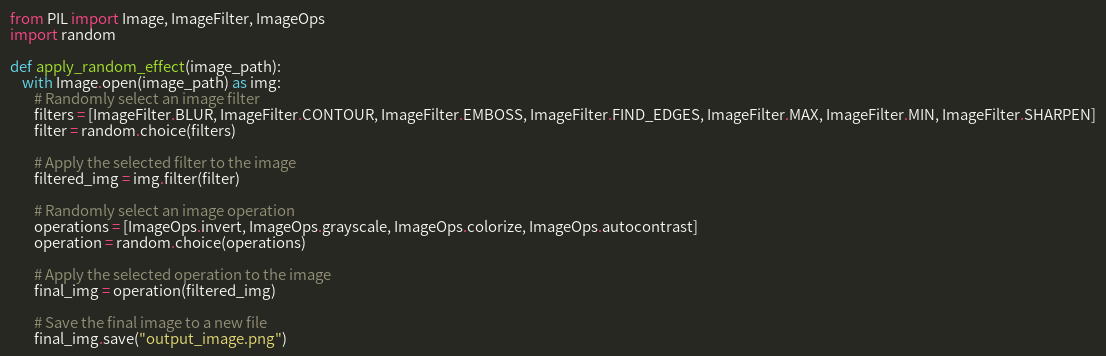 from PIL import Image, ImageFilter, ImageOps
import random
def apply_random_effect(image_path):
with Image.open(image_path) as img:
# Randomly select an image filter
filters = [ImageFilter.BLUR, ImageFilter.CONTOUR, ImageFilter.EMBOSS, ImageFilter.FIND_EDGES, ImageFilter.MAX, ImageFilter.MIN, ImageFilter.SHARPEN]
filter = random.choice(filters)
# Apply the selected filter to the image
filtered_img = img.filter(filter)
# Randomly select an image operation
operations = [ImageOps.invert, ImageOps.grayscale, ImageOps.colorize, ImageOps.autocontrast]
operation = random.choice(operations)
# Apply the selected operation to the image
final_img = operation(filtered_img)
# Save the final image to a new file
final_img.save("output_image.png")